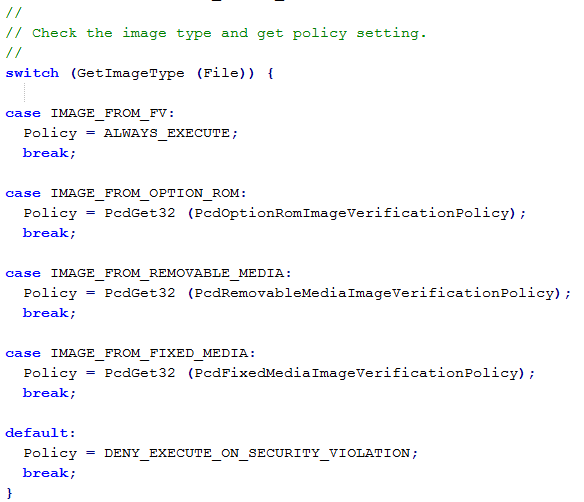 //
// Check the image type and get policy setting.
//
switch (GetImageType (File)) {
case IMAGE_FROM_FV:
Policy = ALWAYS_EXECUTE;
break;
case IMAGE_FROM_OPTION_ROM:
Policy = PcdGet32 (PcdOptionRomImageVerificationPolicy);
break;
case IMAGE_FROM_REMOVABLE_MEDIA:
Policy = PcdGet32 (PcdRemovableMediaImageVerificationPolicy);
break;
case IMAGE_FROM_FIXED_MEDIA:
Policy = PcdGet32 (PcdFixedMediaImageVerificationPolicy);
break;
default:
Policy = DENY_EXECUTE_ON_SECURITY_VIOLATION;
break;
}